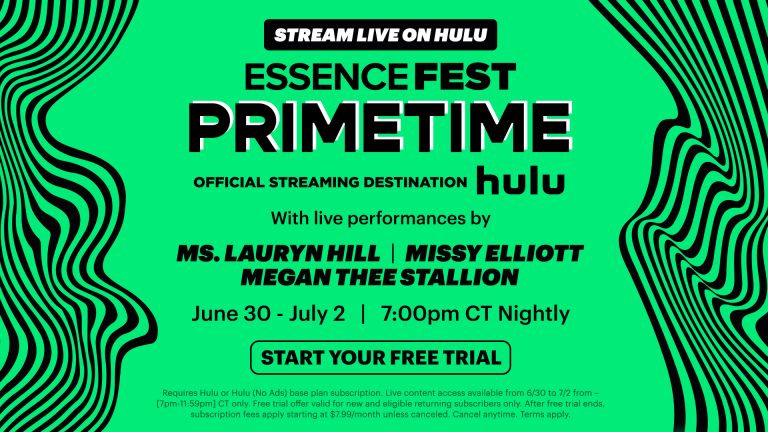 STREAM LIVE ON HULU
ESSENCE FEST
PRIMETIME
OFFICIAL STREAMING DESTINATION hulu
With live performances by
MS. LAURYN HILL | MISSY ELLIOTT
MEGAN THEE STALLION
June 30 - July 2 | 7:00pm CT Nightly
START YOUR FREE TRIAL
Requires Hulu or Hulu (No Ads) base plan subscription. Live content access available from 6/30 to 7/2 from –
[7pm-11:59pm] CT only. Free trial offer valid for new and eligible returning subscribers only. After free trial ends,
subscription fees apply starting at $7.99/month unless canceled. Cancel anytime. Terms apply.